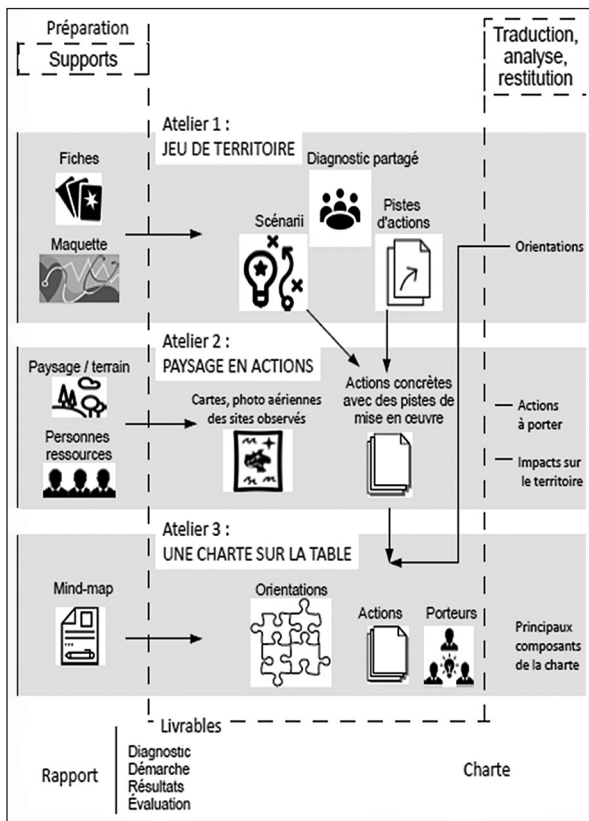 Préparation
Supports
Traduction,
analyse,
restitution
Atelier 1 :
JEU DE TERRITOIRE
Fiches
Maquette
Diagnostic partagé
Scénarii
Pistes
d'actions
Orientations
Atelier 2 :
PAYSAGE EN ACTIONS
Paysage / terrain
Personnes
ressources
Cartes, photo aériennes
des sites observés
Actions concrètes
avec des pistes de
mise en œuvre
Actions
à porter
Impacts sur
le territoire
Atelier 3 :
UNE CHARTE SUR LA TABLE
Mind-map
Orientations
Actions
Porteurs
Principaux
composants
de la charte
Livrables
Rapport
Diagnostic
Démarche
Résultats
Évaluation
Charte